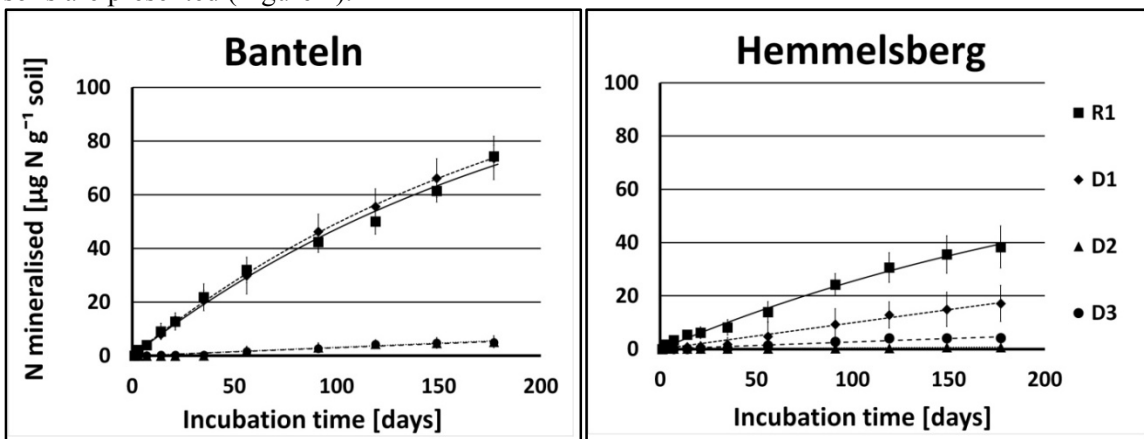 are presented
Banteln
N mineralised [µg N g⁻¹ soil]
100
80
60
40
20
0
0 50 100 150 200
Incubation time [days]
Hemmelsberg
100
80
60
40
20
0
0 50 100 150 200
Incubation time [days]
R1
D1
D2
D3